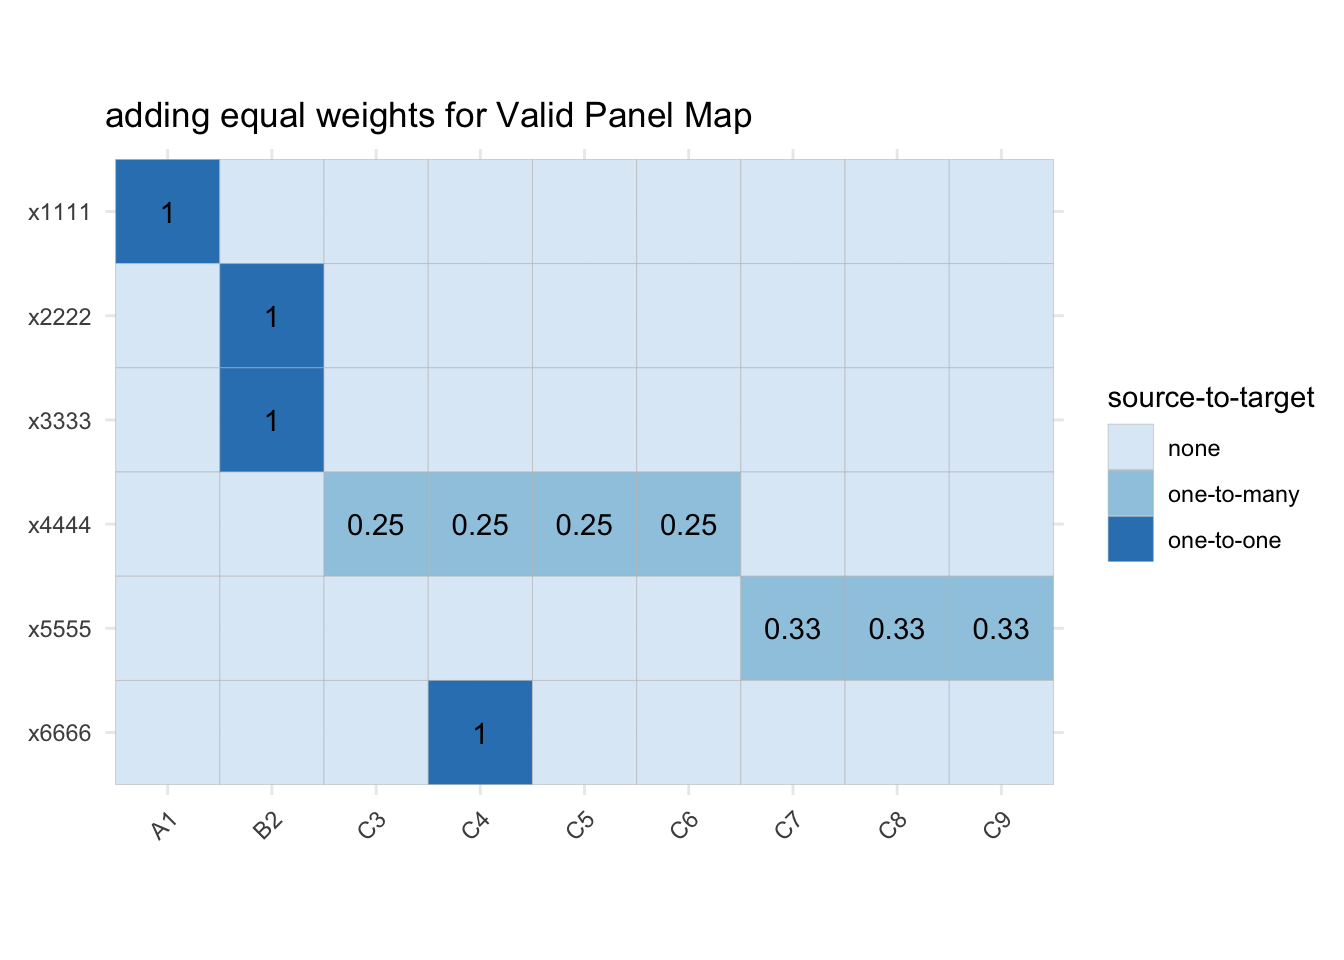 adding equal weights for Valid Panel Map
x1111
1
x2222
1
x3333
1
x4444
0.25 0.25 0.25 0.25
x5555
0.33 0.33 0.33
x6666
1
A1 B2 C3 C4 C5 C6 C7 C8 C9
source-to-target
none
one-to-many
one-to-one